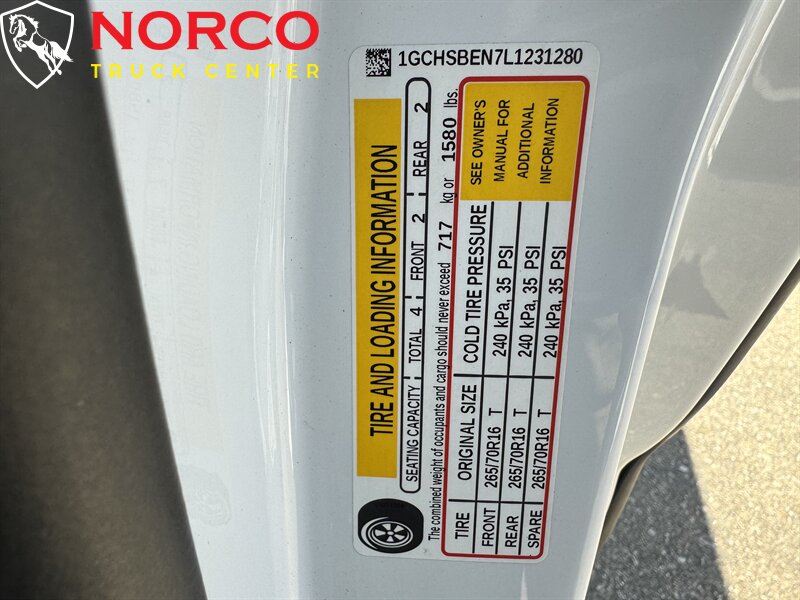 NORCO
TRUCK CENTER
1GCHSBEN7L1231280
TIRE AND LOADING INFORMATION
SEATING CAPACITY TOTAL 4 FRONT 2 REAR 2
The combined weight of occupants and cargo should never exceed 717 kg or 1580 lbs.
TIRE ORIGINAL SIZE COLD TIRE PRESSURE
FRONT 265/70R16 T 240 kPa, 35 PSI
REAR 265/70R16 T 240 kPa, 35 PSI
SPARE 265/70R16 T 240 kPa, 35 PSI
SEE OWNER'S
MANUAL FOR
ADDITIONAL
INFORMATION